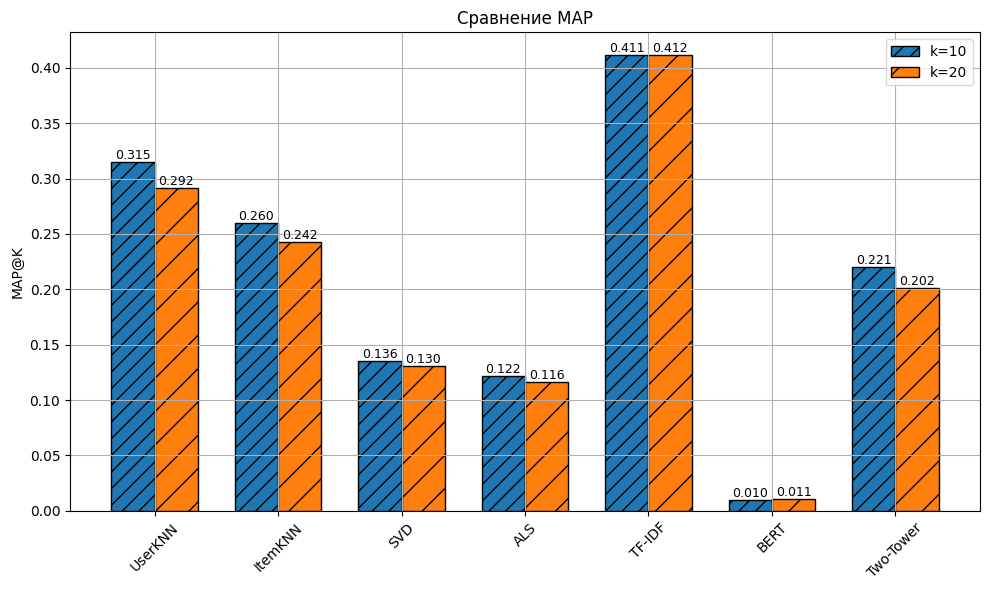 Сравнение MAP
k=10
k=20
MAP@K
0.40
0.35
0.30
0.25
0.20
0.15
0.10
0.05
0.00
0.315
0.292
0.260
0.242
0.136
0.130
0.122
0.116
0.411
0.412
0.010
0.011
0.221
0.202
UserKNN
ItemKNN
SVD
ALS
TF-IDF
BERT
Two-Tower